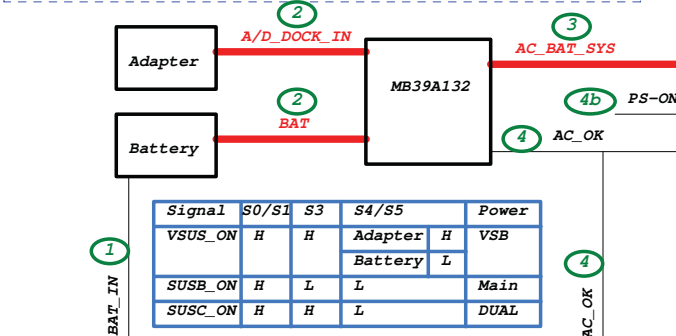 2
A/D_DOCK_IN
3
AC_BAT_SYS
Adapter
MB39A132
2
BAT
4b PS-ON
4 AC_OK
Battery
Signal S0/S1 S3 S4/S5 Power
VSUS_ON H H Adapter H VSB
Battery L
SUSB_ON H L L Main
SUSC_ON H H L DUAL
1
BAT_IN
4
AC_OK